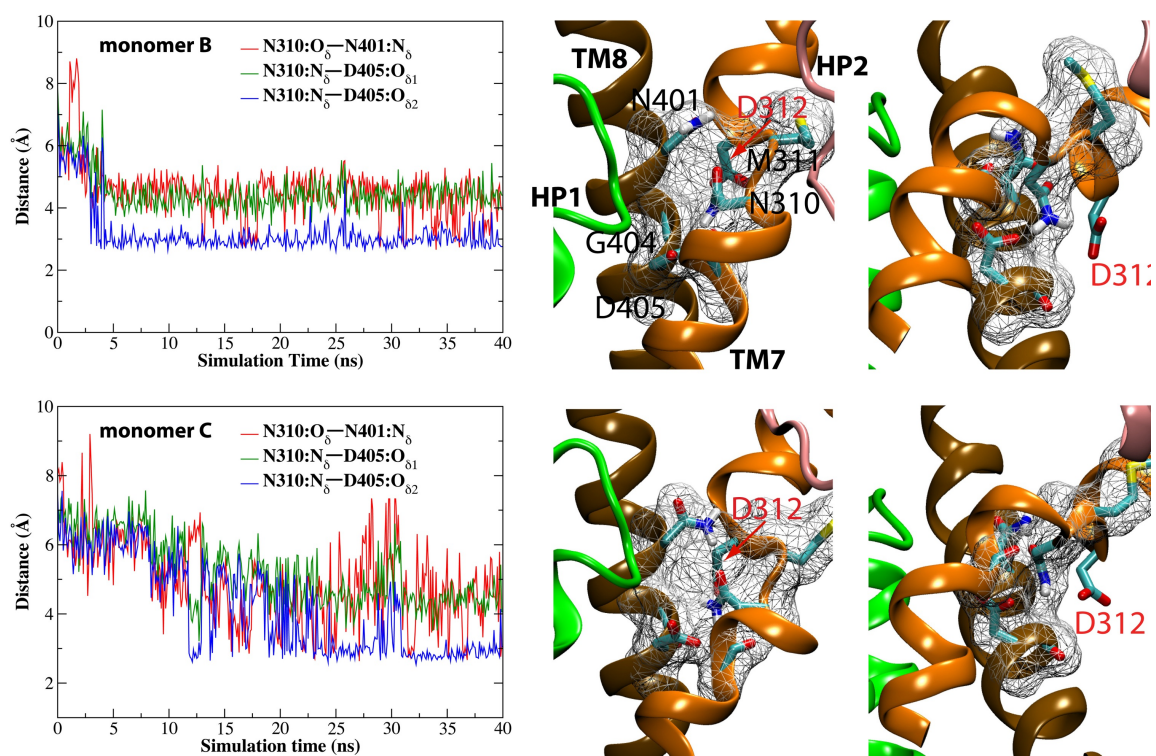 monomer B
N310:Oδ—N401:Nδ
N310:Nδ—D405:Oδ1
N310:Nδ—D405:Oδ2
Distance (Å)
10
8
6
4
2
0
5
10
15
20
25
30
35
40
Simulation Time (ns)
TM8
HP2
N401
D312
M311
HP1
N310
G404
D405
TM7
D312
monomer C
N310:Oδ—N401:Nδ
N310:Nδ—D405:Oδ1
N310:Nδ—D405:Oδ2
Distance (Å)
10
8
6
4
2
0
5
10
15
20
25
30
35
40
Simulation time (ns)
D312
D312